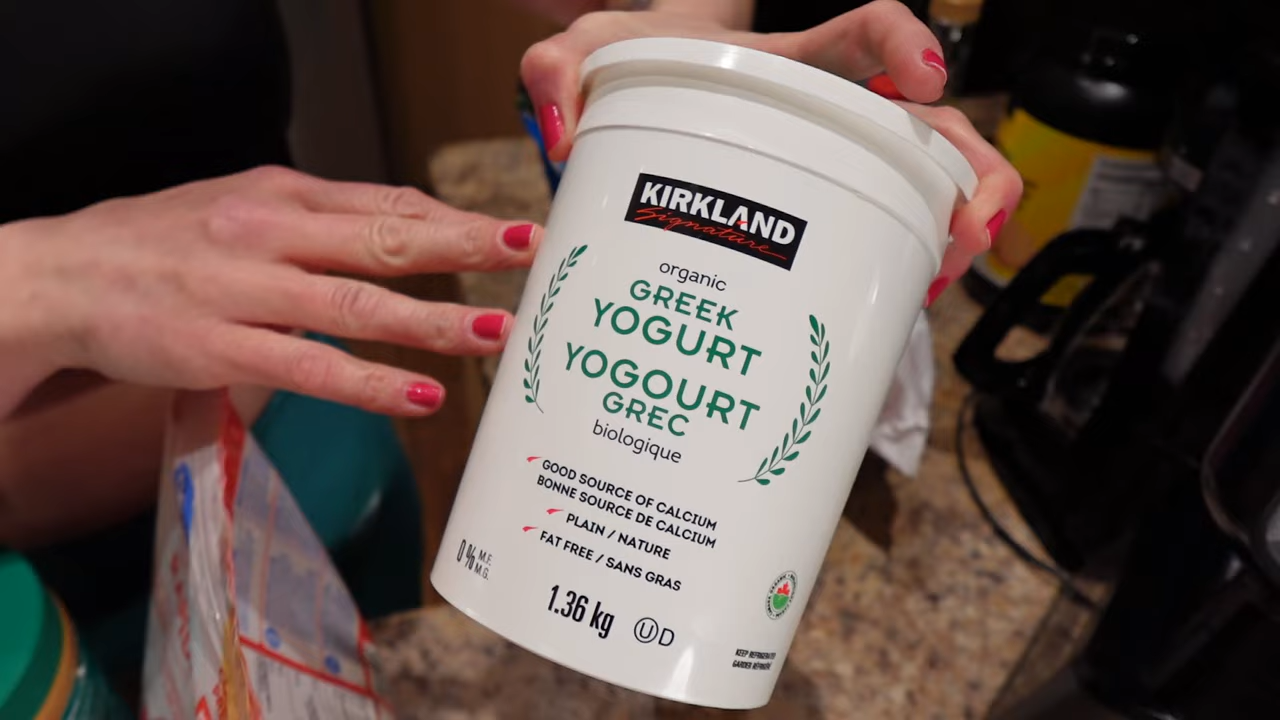 KIRKLAND
Signature
organic
GREEK
YOGURT
YOGOURT
GREC
biologique
GOOD SOURCE OF CALCIUM
BONNE SOURCE DE CALCIUM
PLAIN / NATURE
FAT FREE / SANS GRAS
0 % M.F.
M.G.
1.36 kg
U D
KEEP REFRIGERATED
GARDER RÉFRIGÉRÉ